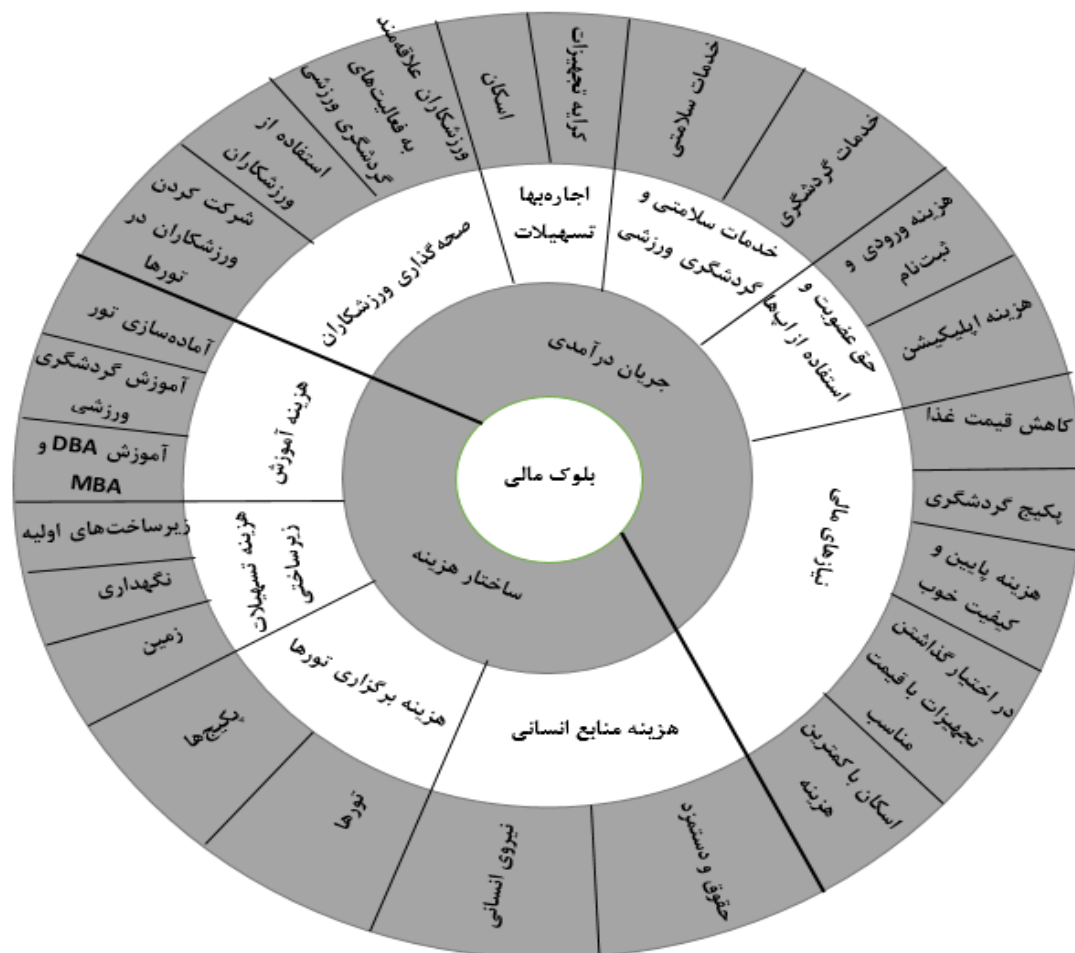 بلوک مالی
جریان درآمدی
ساختار هزینه
اجاره‌بها
تسهیلات
خدمات سلامتی و
گردشگری ورزشی
حق عضویت و
استفاده از اپ‌ها
نیازهای مالی
هزینه منابع انسانی
هزینه برگزاری تورها
هزینه تسهیلات
زیرساختی
هزینه آموزش
صحه‌گذاری ورزشکاران
کرایه تجهیزات
خدمات سلامتی
خدمات گردشگری
هزینه ورودی و
ثبت‌نام
هزینه اپلیکیشن
کاهش قیمت غذا
پکیج گردشگری
هزینه پایین و
کیفیت خوب
در اختیار گذاشتن
تجهیزات با قیمت
مناسب
اسکان با کمترین
هزینه
حقوق و دستمزد
نیروی انسانی
تورها
پکیج‌ها
زمین
نگهداری
زیرساخت‌های اولیه
آموزش DBA و
MBA
آموزش گردشگری
ورزشی
آماده‌سازی تور
شرکت کردن
ورزشکاران در
تورها
استفاده از
ورزشکاران
ورزشکاران علاقه‌مند
به فعالیت‌های
گردشگری ورزشی
اسکان